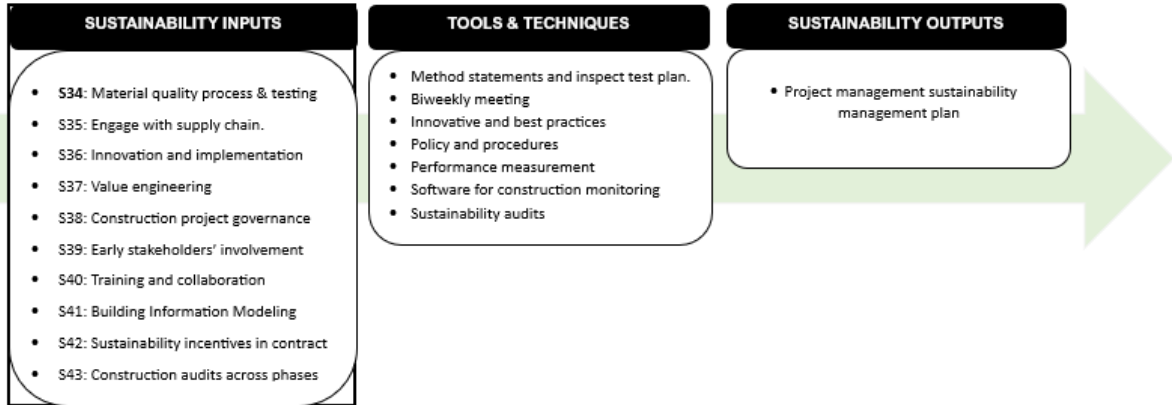 SUSTAINABILITY INPUTS
S34: Material quality process & testing
S35: Engage with supply chain.
S36: Innovation and implementation
S37: Value engineering
S38: Construction project governance
S39: Early stakeholders' involvement
S40: Training and collaboration
S41: Building Information Modeling
S42: Sustainability incentives in contract
S43: Construction audits across phases
TOOLS & TECHNIQUES
Method statements and inspect test plan.
Biweekly meeting
Innovative and best practices
Policy and procedures
Performance measurement
Software for construction monitoring
Sustainability audits
SUSTAINABILITY OUTPUTS
Project management sustainability
management plan